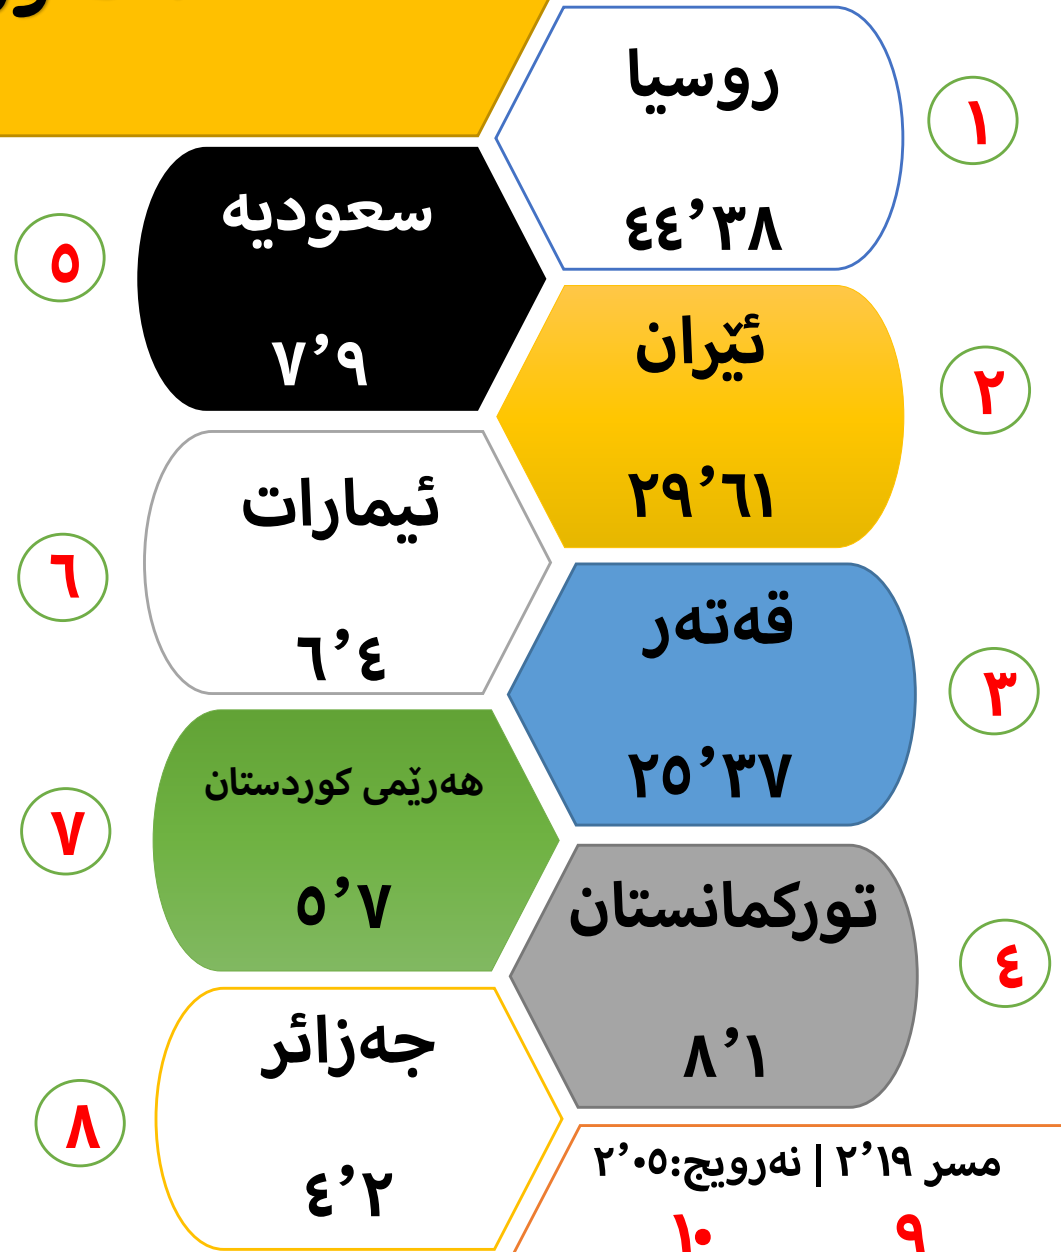 ١
روسیا
٤٤’٣٨
٢
ئێران
٢٩’٦١
٣
قەتەر
٢٥’٣٧
٤
تورکمانستان
٨’١
٥
سعودیە
٧’٩
٦
ئیمارات
٦’٤
٧
هەرێمی کوردستان
٥’٧
٨
جەزائر
٤’٢
مسر ٢’١٩ | نەرویج:٢’٠٥
٩ ١٠